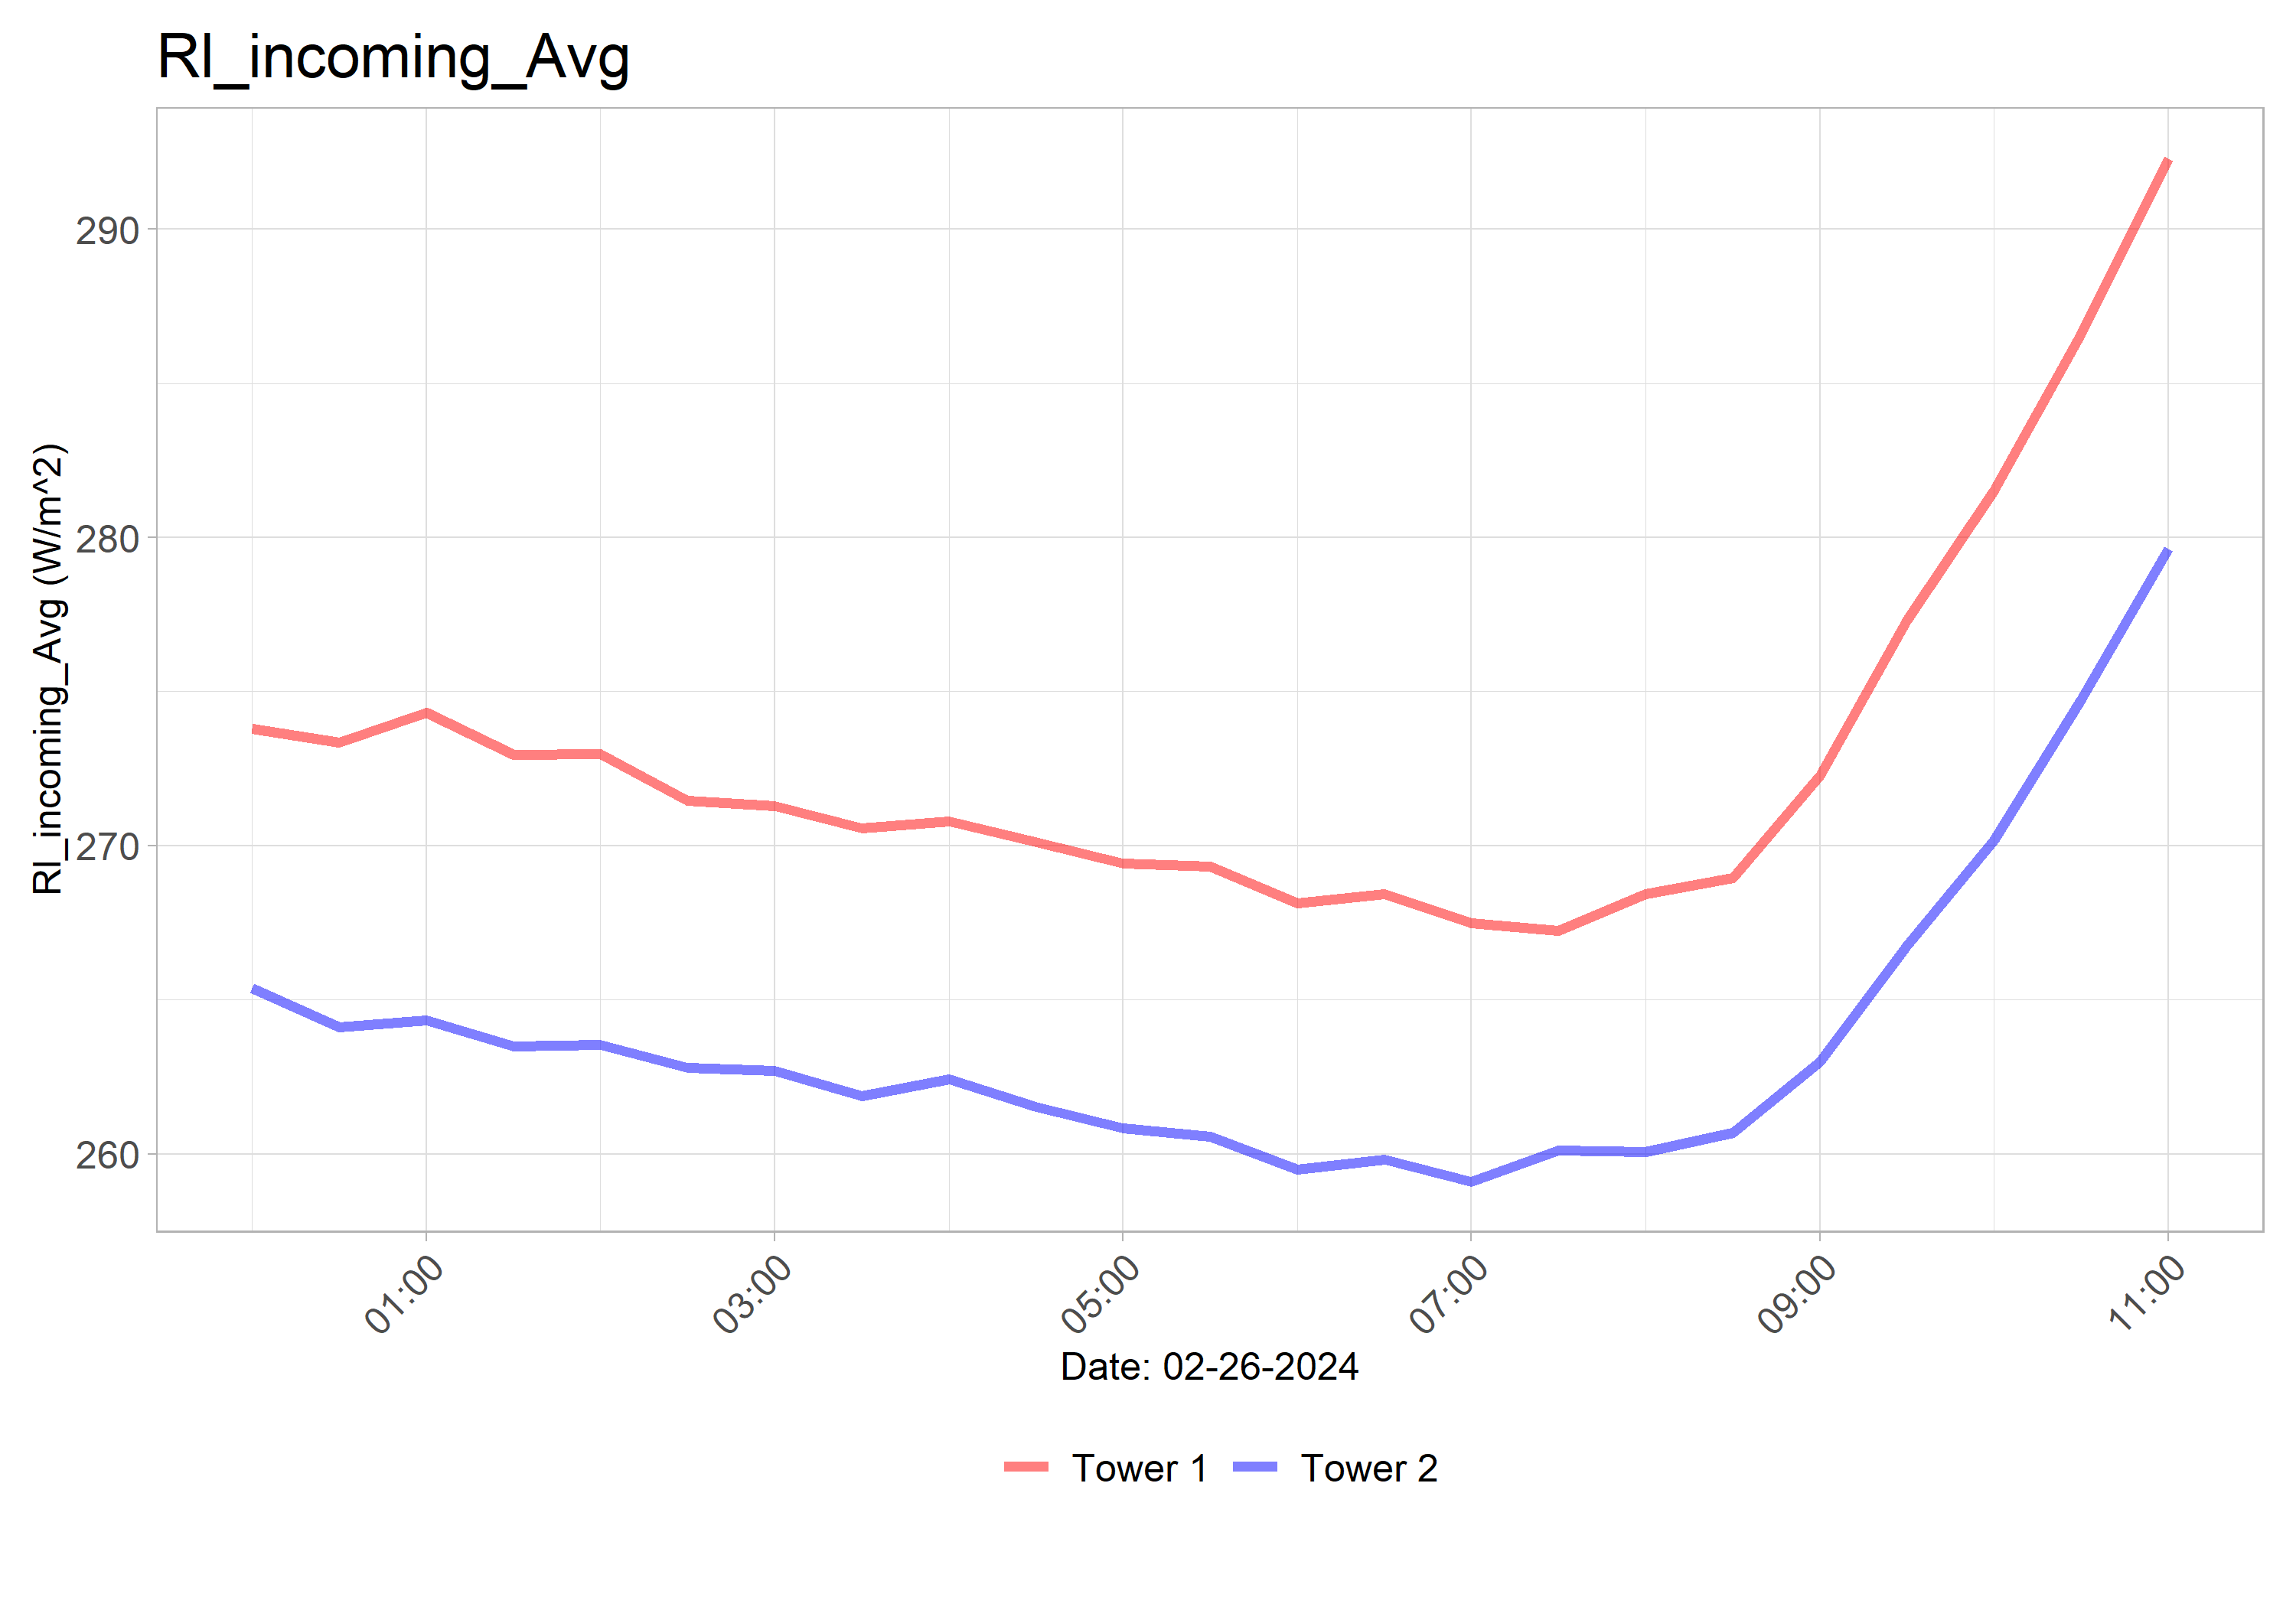 Rl_incoming_Avg
Rl_incoming_Avg (W/m^2)
290
280
270
260
01:00
03:00
05:00
07:00
09:00
11:00
Date: 02-26-2024
Tower 1
Tower 2